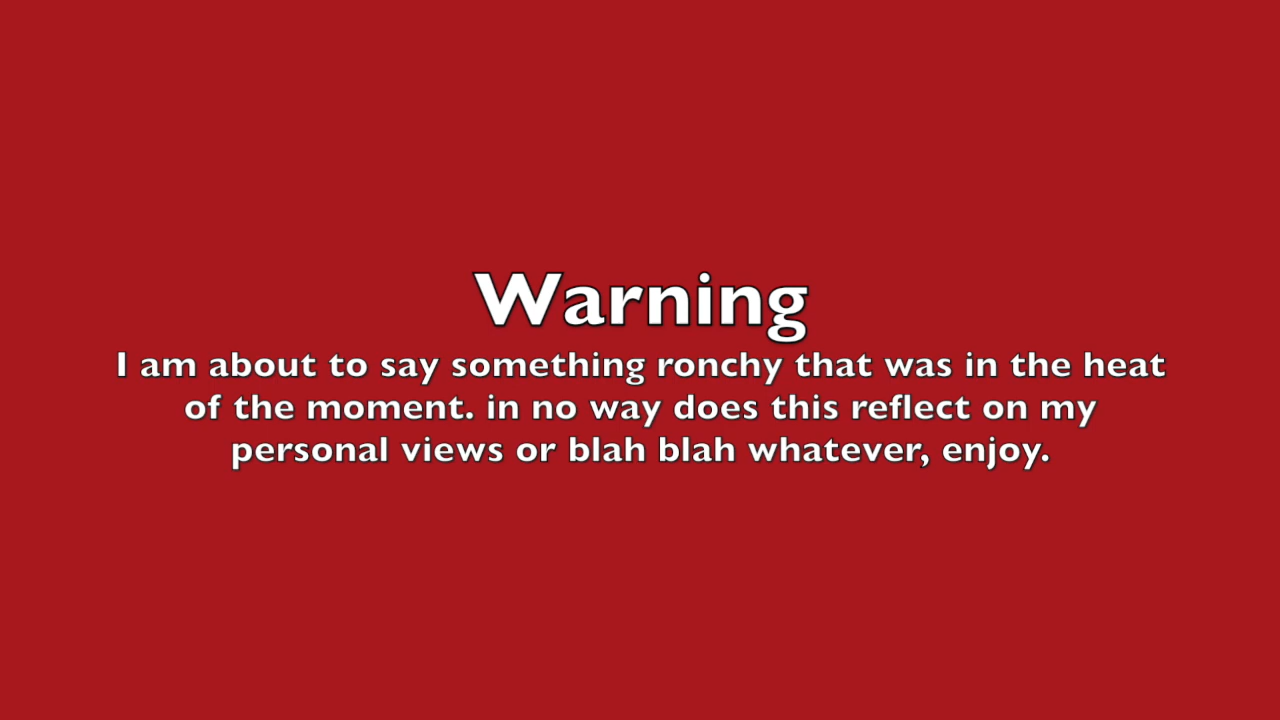 Warning
I am about to say something ronchy that was in the heat
of the moment. in no way does this reflect on my
personal views or blah blah whatever, enjoy.